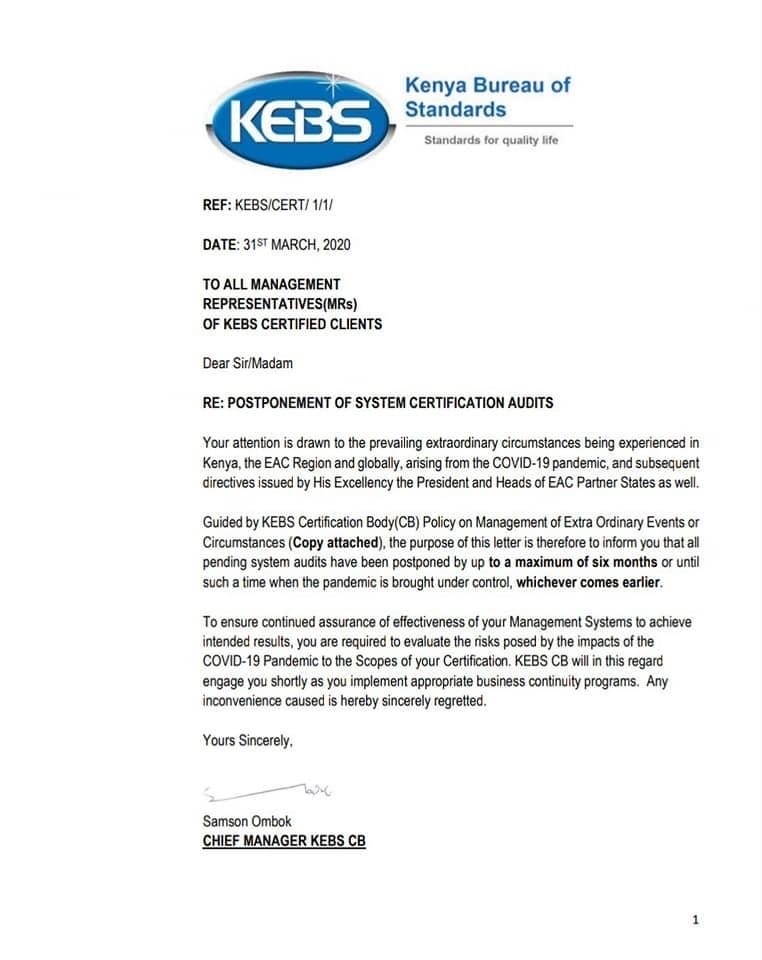 KEBS
Kenya Bureau of
Standards
Standards for quality life
REF: KEBS/CERT/ 1/1/
DATE: 31ST MARCH, 2020
TO ALL MANAGEMENT
REPRESENTATIVES(MRs)
OF KEBS CERTIFIED CLIENTS
Dear Sir/Madam
RE: POSTPONEMENT OF SYSTEM CERTIFICATION AUDITS
Your attention is drawn to the prevailing extraordinary circumstances being experienced in
Kenya, the EAC Region and globally, arising from the COVID-19 pandemic, and subsequent
directives issued by His Excellency the President and Heads of EAC Partner States as well.
Guided by KEBS Certification Body(CB) Policy on Management of Extra Ordinary Events or
Circumstances (Copy attached), the purpose of this letter is therefore to inform you that all
pending system audits have been postponed by up to a maximum of six months or until
such a time when the pandemic is brought under control, whichever comes earlier.
To ensure continued assurance of effectiveness of your Management Systems to achieve
intended results, you are required to evaluate the risks posed by the impacts of the
COVID-19 Pandemic to the Scopes of your Certification. KEBS CB will in this regard
engage you shortly as you implement appropriate business continuity programs. Any
inconvenience caused is hereby sincerely regretted.
Yours Sincerely,
Samson Ombok
CHIEF MANAGER KEBS CB
1